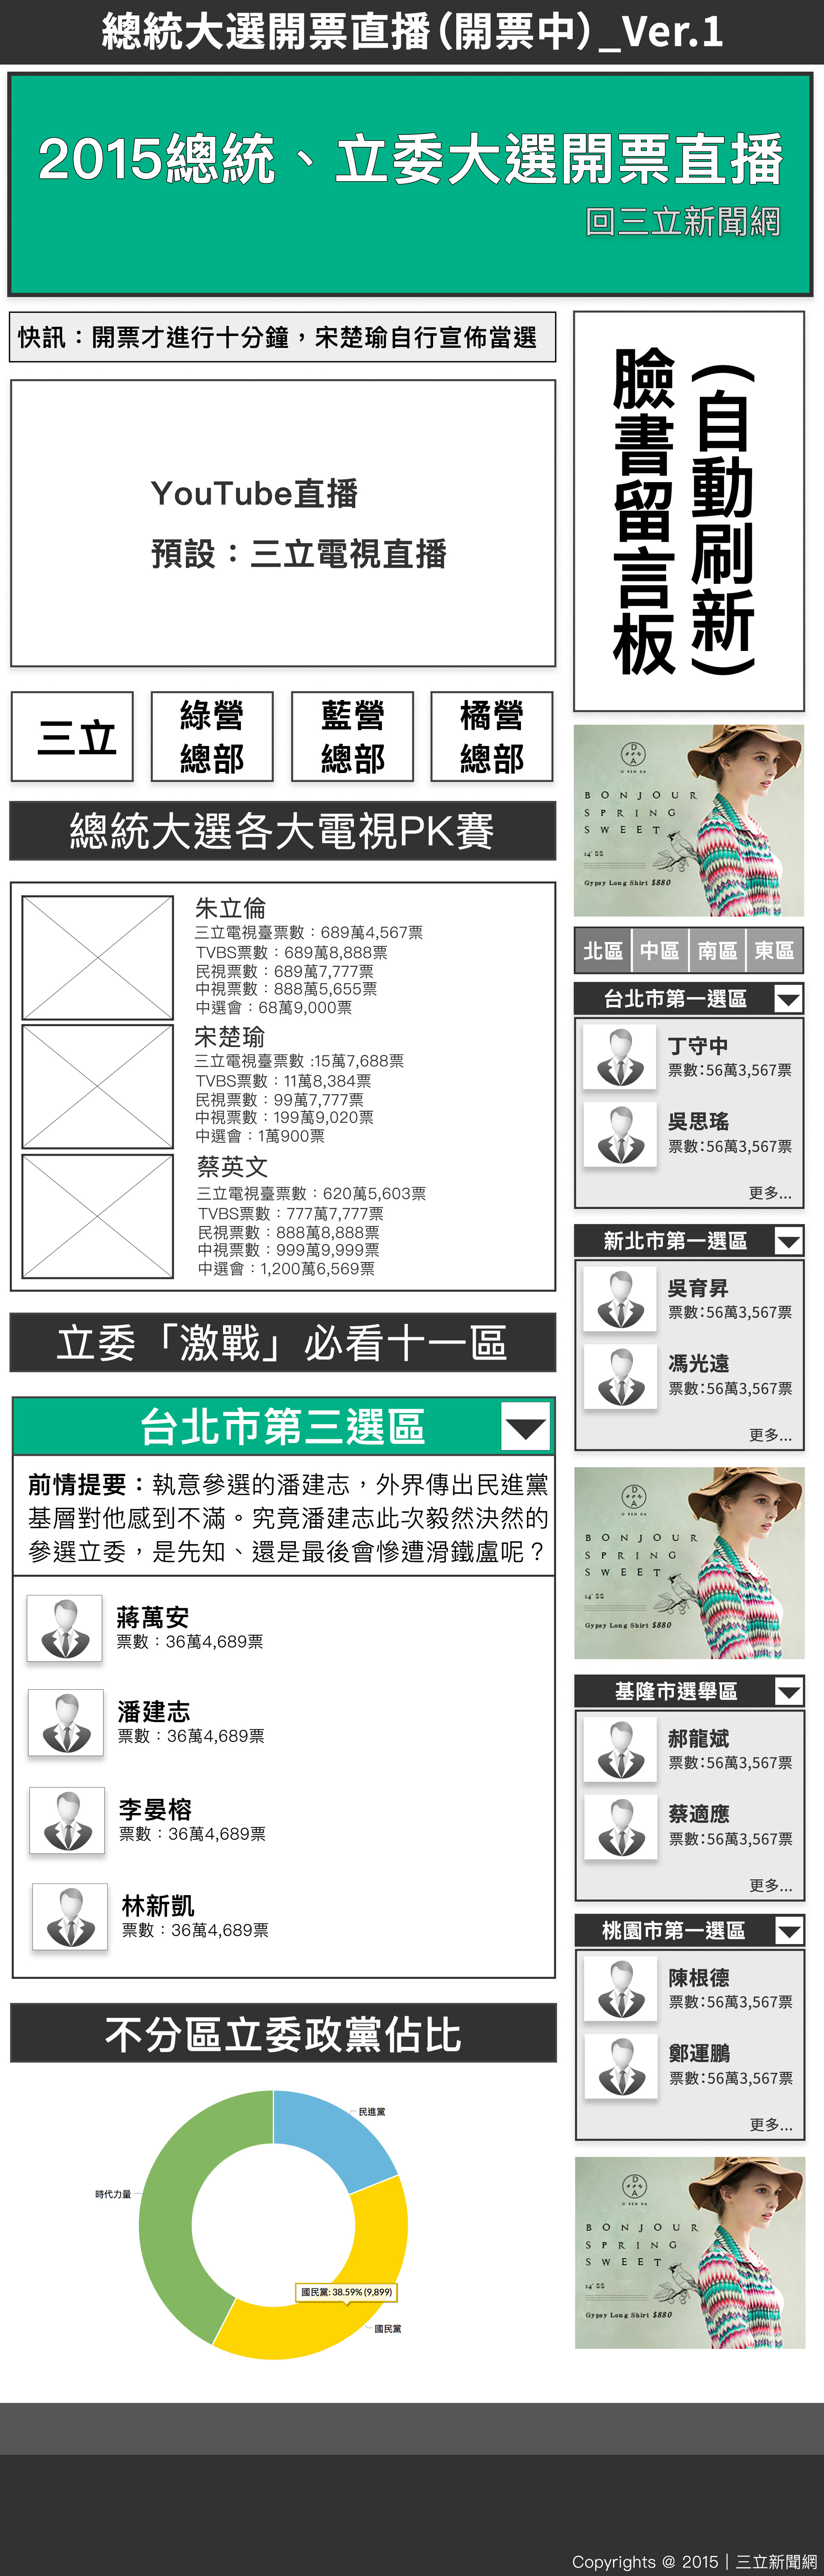 總統大選開票直播（開票中）_Ver.1
2015總統、立委大選開票直播
回三立新聞網
快訊：開票才進行十分鐘，宋楚瑜自行宣佈當選
YouTube直播
預設：三立電視直播
三立
綠營
總部
藍營
總部
橘營
總部
總統大選各大電視PK賽
朱立倫
三立電視臺票數：689萬4,567票
TVBS票數：689萬8,888票
民視票數：689萬7,777票
中視票數：888萬5,655票
中選會：68萬9,000票
宋楚瑜
三立電視臺票數 :15萬7,688票
TVBS票數：11萬8,384票
民視票數：99萬7,777票
中視票數：199萬9,020票
中選會：1萬900票
蔡英文
三立電視臺票數：620萬5,603票
TVBS票數：777萬7,777票
民視票數：888萬8,888票
中視票數：999萬9,999票
中選會：1,200萬6,569票
立委「激戰」必看十一區
台北市第三選區
前情提要：執意參選的潘建志，外界傳出民進黨
基層對他感到不滿。究竟潘建志此次毅然決然的
參選立委，是先知、還是最後會慘遭滑鐵盧呢？
蔣萬安
票數：36萬4,689票
潘建志
票數：36萬4,689票
李晏榕
票數：36萬4,689票
林新凱
票數：36萬4,689票
不分區立委政黨佔比
民進黨
時代力量
國民黨: 38.59% (9,899)
國民黨
（自動刷新）
臉書留言板
D
A
O SEN DA
BONJOUR
SPRING
SWEET
14' SS
Gypsy Long Shirt $880
北區
中區
南區
東區
台北市第一選區
丁守中
票數：56萬3,567票
吳思瑤
票數：56萬3,567票
更多...
新北市第一選區
吳育昇
票數：56萬3,567票
馮光遠
票數：56萬3,567票
更多...
D
A
O SEN DA
BONJOUR
SPRING
SWEET
14' SS
Gypsy Long Shirt $880
基隆市選舉區
郝龍斌
票數：56萬3,567票
蔡適應
票數：56萬3,567票
更多...
桃園市第一選區
陳根德
票數：56萬3,567票
鄭運鵬
票數：56萬3,567票
更多...
D
A
O SEN DA
BONJOUR
SPRING
SWEET
14' SS
Gypsy Long Shirt $880
Copyrights @ 2015 | 三立新聞網